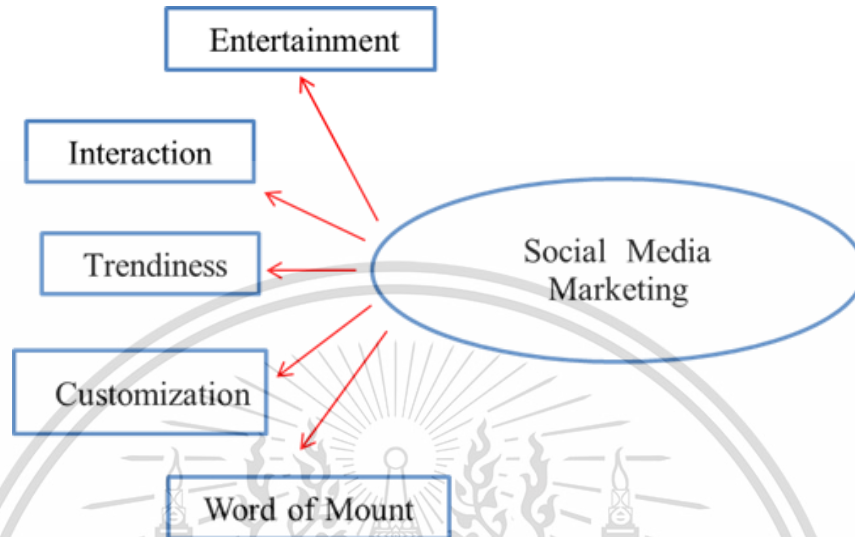 Entertainment
Interaction
Trendiness
Social Media
Marketing
Customization
Word of Mount